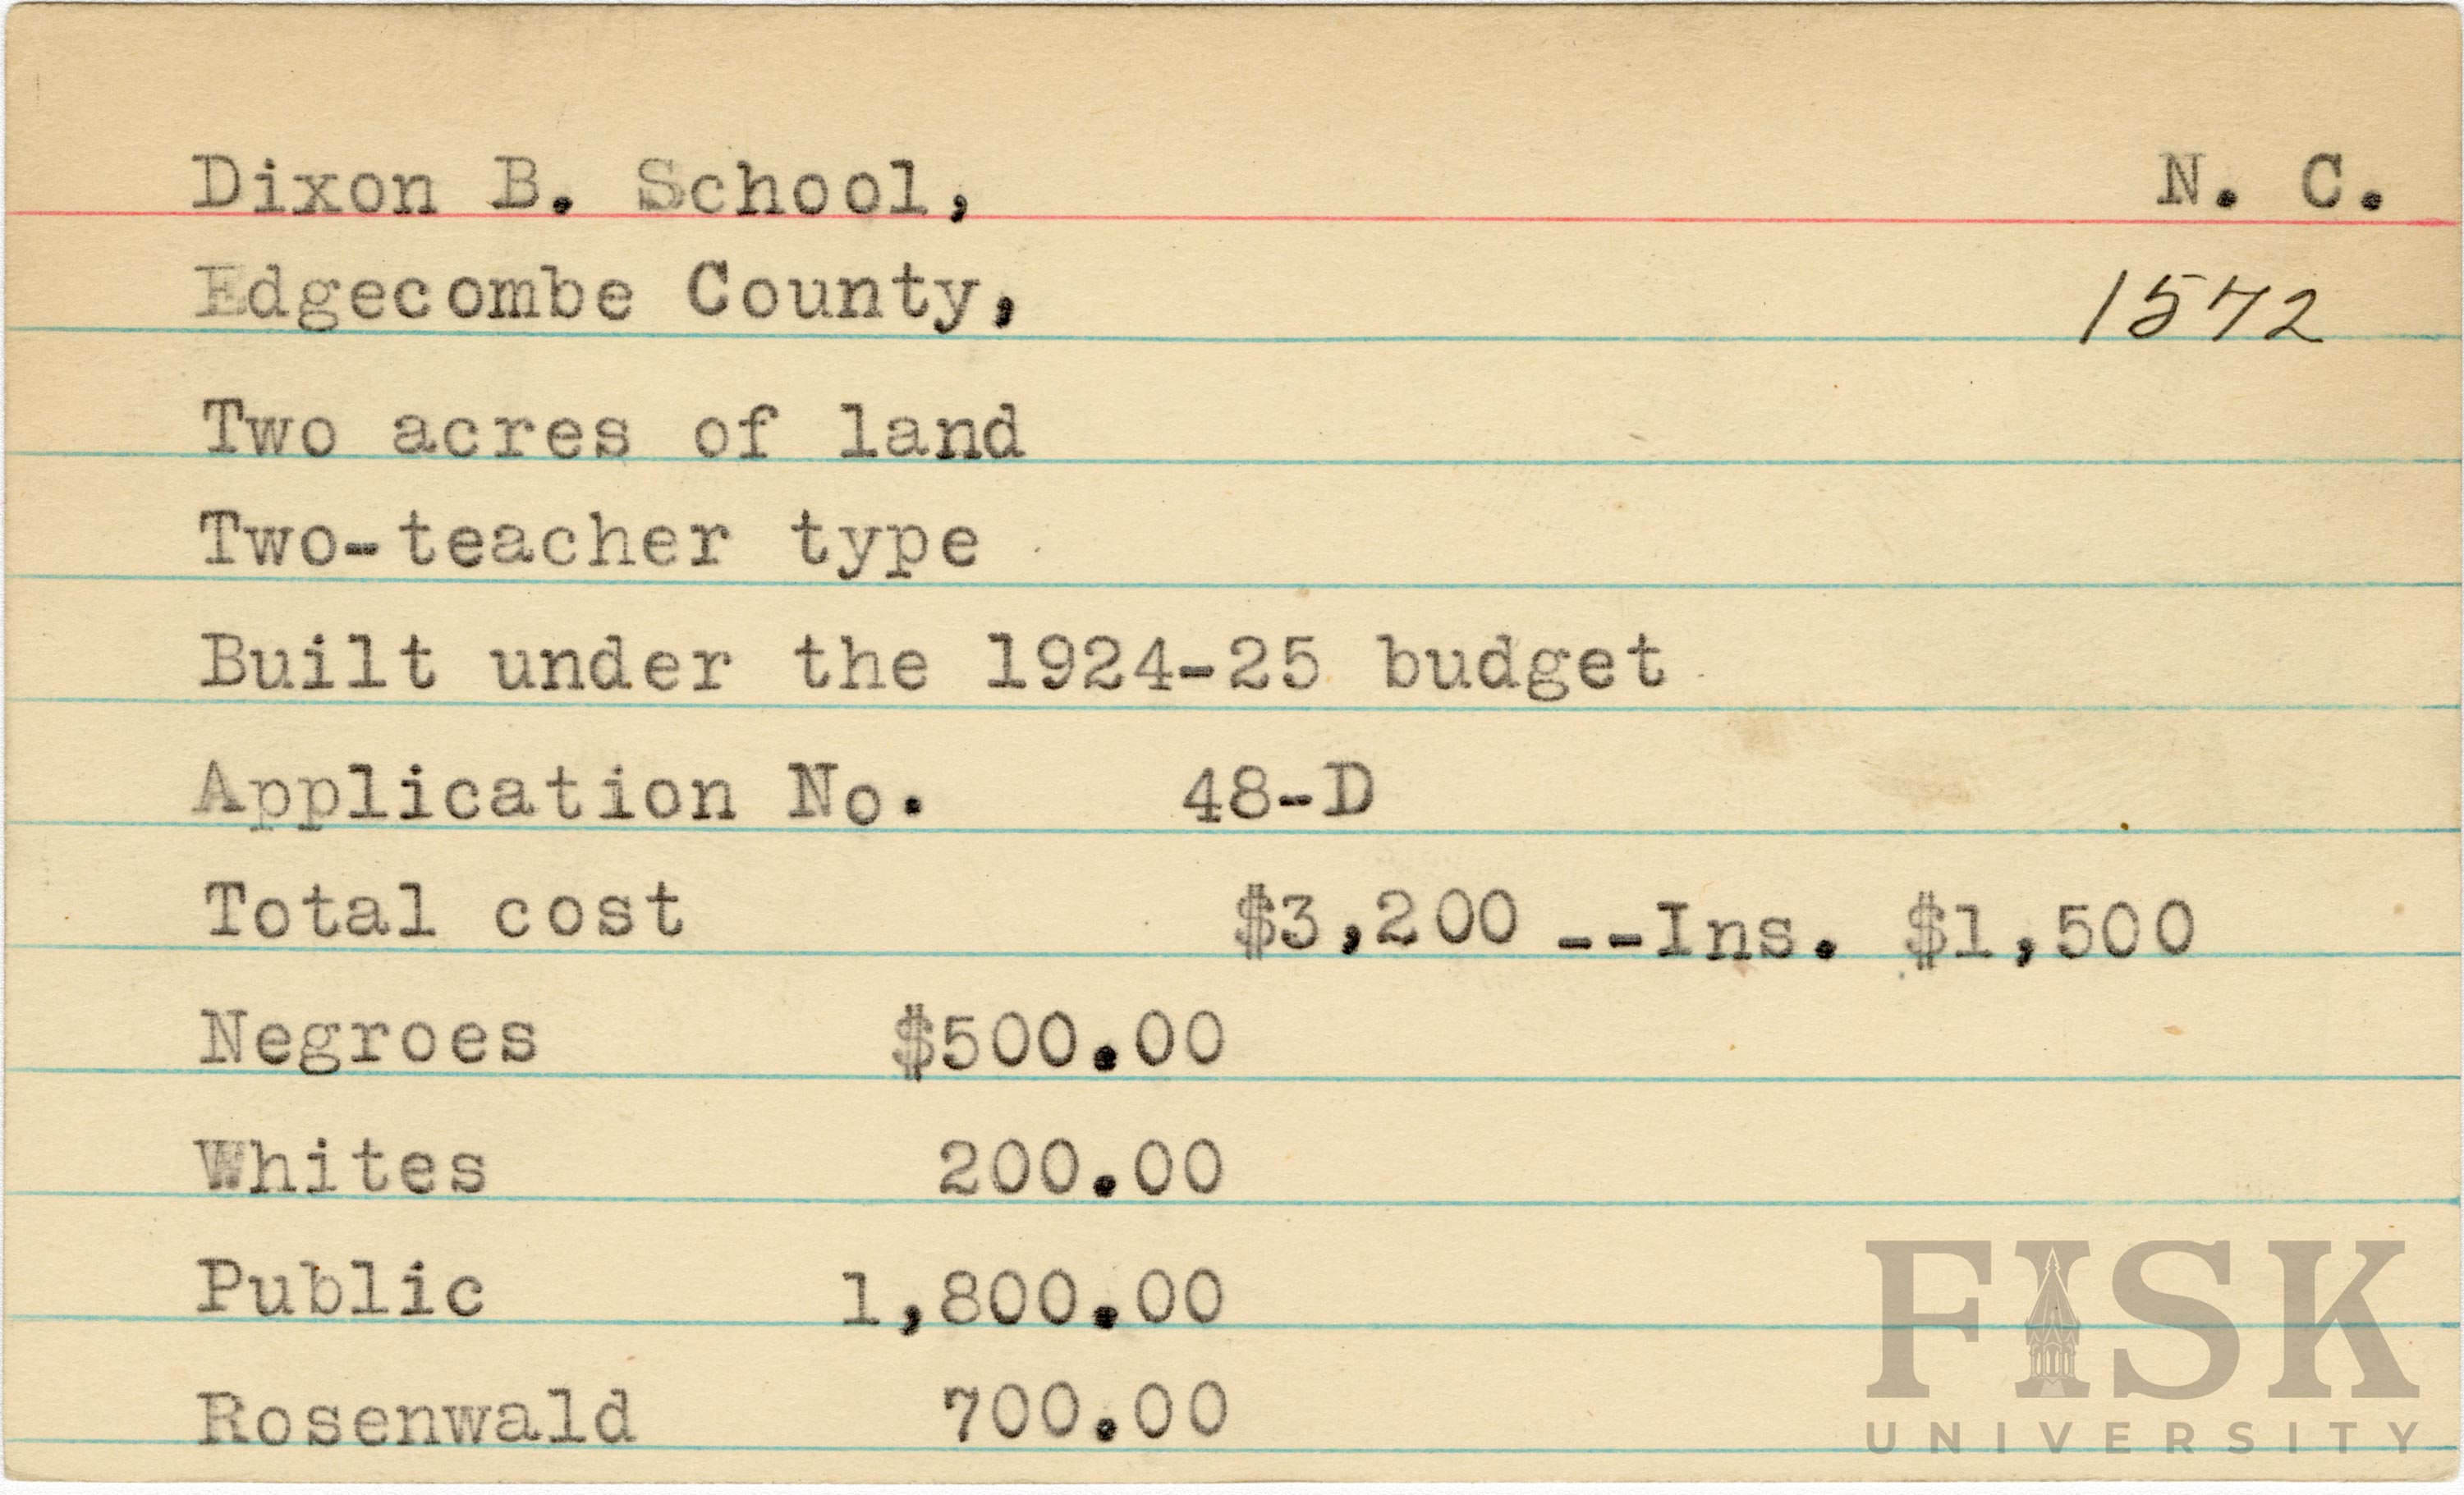 Dixon B. School, N. C.
Edgecombe County, 1572
Two acres of land
Two-teacher type
Built under the 1924-25 budget
Application No. 48-D
Total cost $3,200 --Ins. $1,500
Negroes $500.00
Whites 200.00
Public 1,800.00
Rosenwald 700.00
FISK
UNIVERSITY